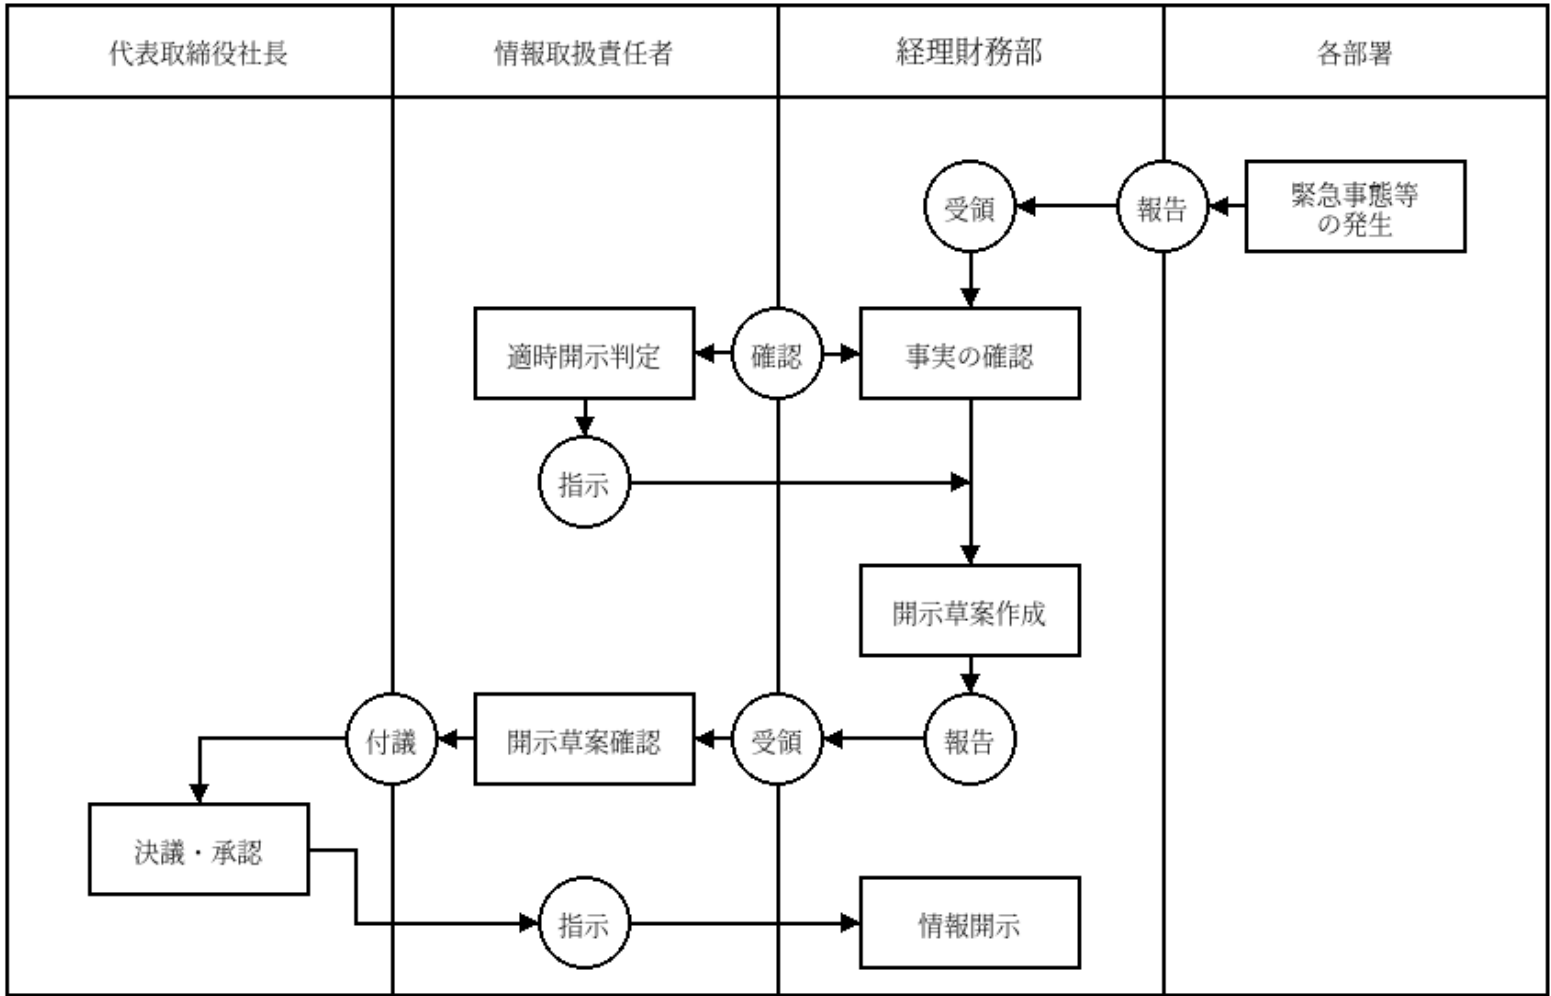 代表取締役社長
情報取扱責任者
経理財務部
各部署
受領
報告
緊急事態等
の発生
適時開示判定
確認
事実の確認
指示
開示草案作成
付議
開示草案確認
受領
報告
決議・承認
指示
情報開示